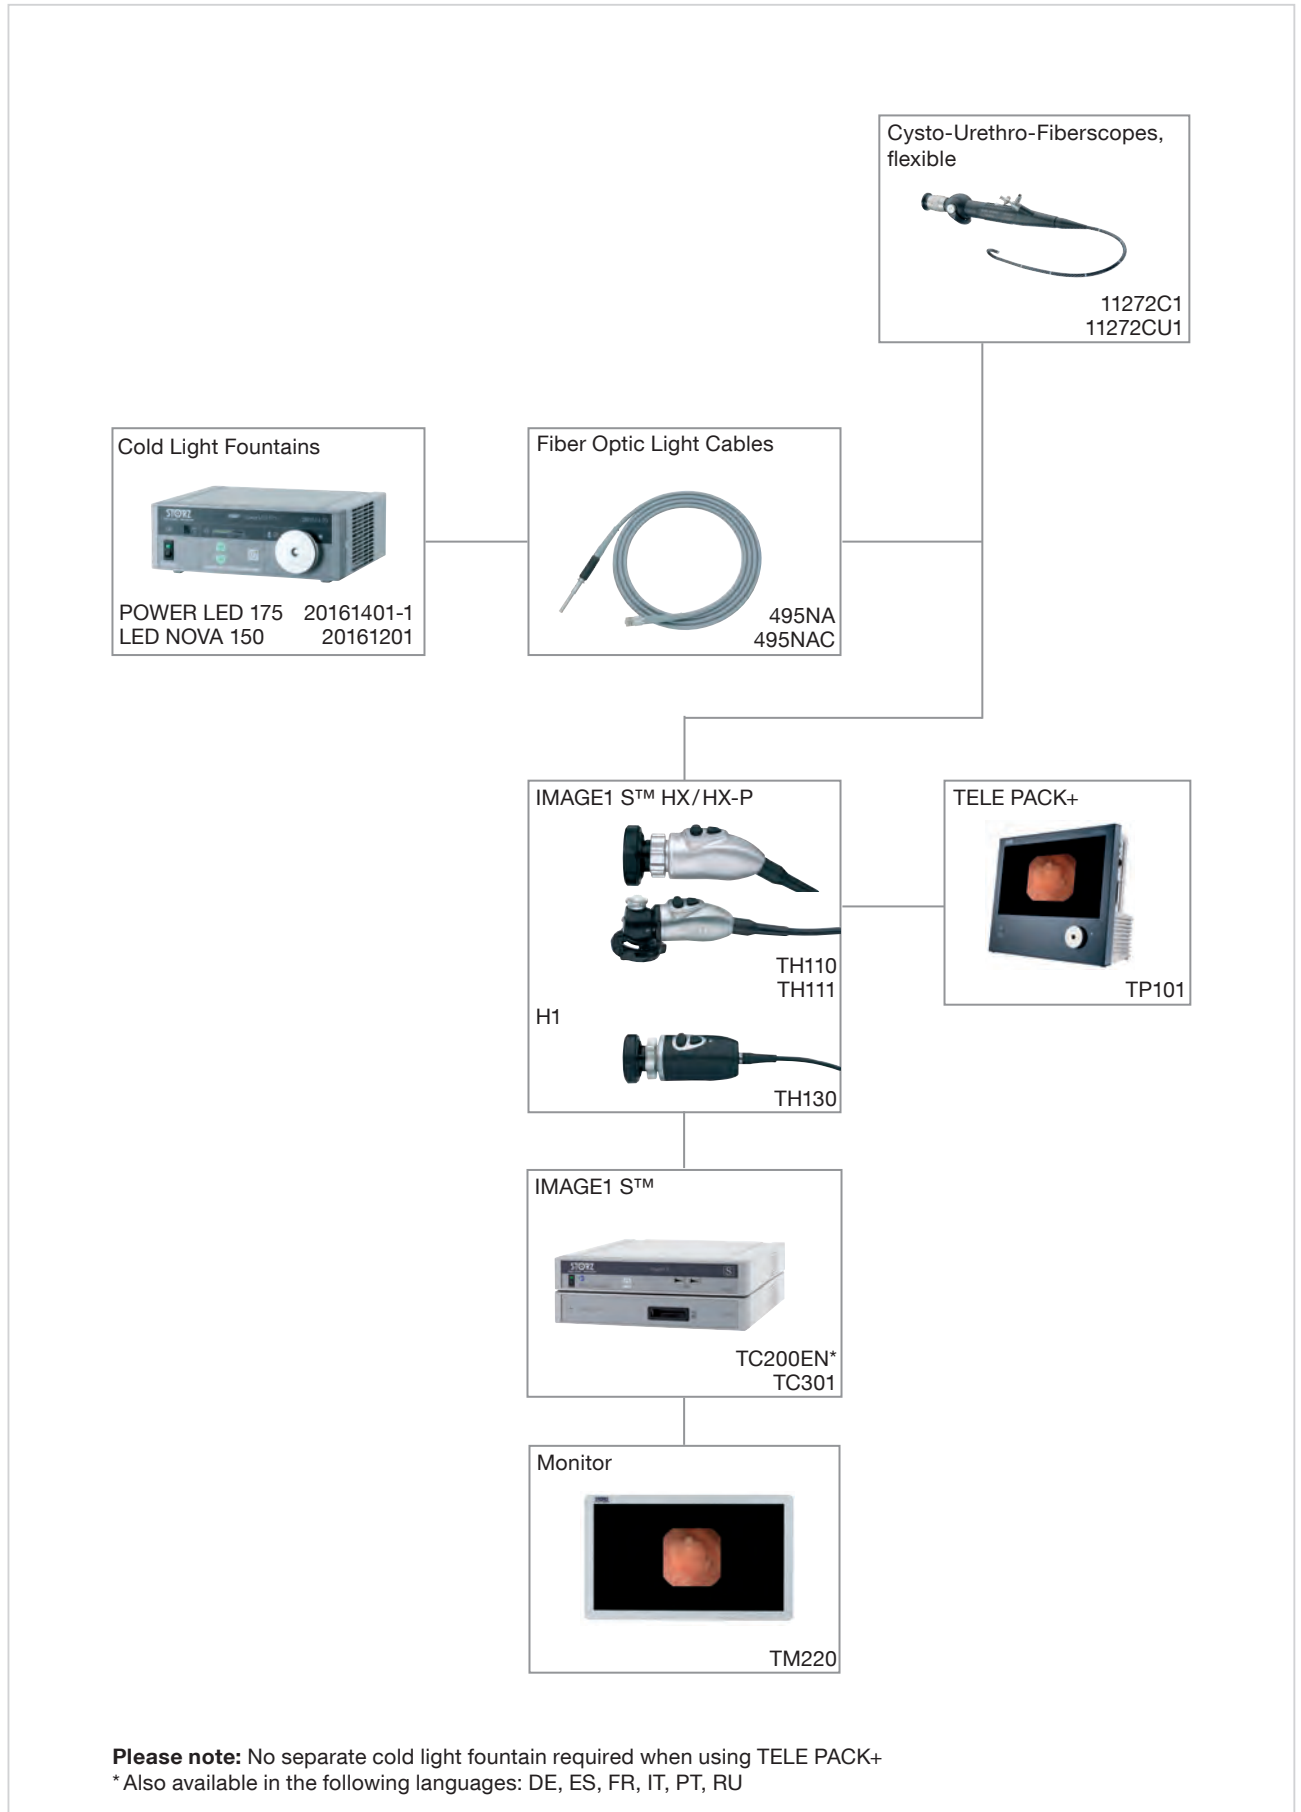 Cysto-Urethro-Fiberscopes,
flexible
11272C1
11272CU1
Cold Light Fountains
STORZ
POWER LED 175 20161401-1
LED NOVA 150 20161201
Fiber Optic Light Cables
495NA
495NAC
IMAGE1 S™ HX/HX-P
TH110
TH111
H1
TH130
TELE PACK+
TP101
IMAGE1 S™
STORZ
TC200EN*
TC301
Monitor
TM220
Please note: No separate cold light fountain required when using TELE PACK+
* Also available in the following languages: DE, ES, FR, IT, PT, RU